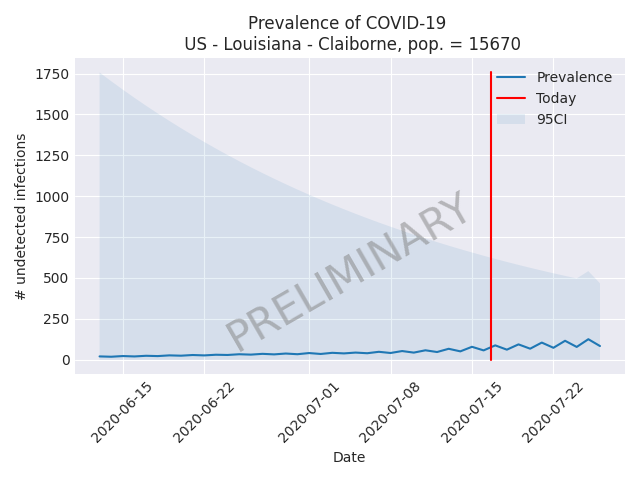 Prevalence of COVID-19
US - Louisiana - Claiborne, pop. = 15670
1750
1500
1250
1000
750
500
250
0
# undetected infections
Prevalence
Today
95CI
PRELIMINARY
2020-06-15
2020-06-22
2020-07-01
2020-07-08
2020-07-15
2020-07-22
Date